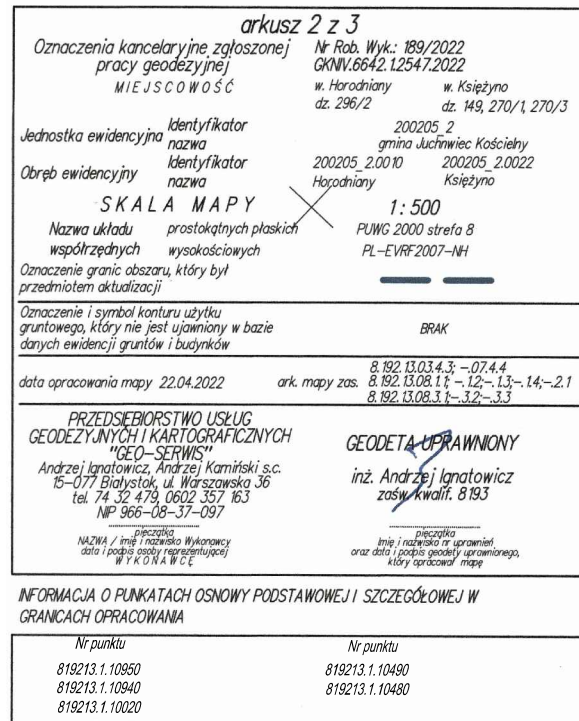 arkusz 2 z 3
Oznaczenia kancelaryjne zgłoszonej pracy geodezyjnej
Nr Rob. Wyk.: 189/2022
GKNIV.6642.1.2547.2022
MIEJSCOWOŚĆ
w. Horodniany w. Księżyno
dz. 296/2 dz. 149, 270/1, 270/3
Jednostka ewidencyjna Identyfikator 200205_2
nazwa gmina Juchnwiec Kościelny
Obręb ewidencyjny Identyfikator 200205_2.0010 200205_2.0022
nazwa Horodniany Księżyno
SKALA MAPY 1:500
Nazwa układu prostokątnych płaskich PUWG 2000 strefa 8
współrzędnych wysokościowych PL-EVRF2007-NH
Oznaczenie granic obszaru, który był
przedmiotem aktualizacji
Oznaczenie i symbol konturu użytku
gruntowego, który nie jest ujawniony w bazie BRAK
danych ewidencji gruntów i budynków
data opracowania mapy 22.04.2022 ark. mapy zas.
8.192.13.03.4.3; -.07.4.4
8.192.13.08.1.1; -.1.2;-.1.3;-.1.4;-.2.1
8.192.13.08.3.1;-.3.2;-.3.3
PRZEDSIĘBIORSTWO USŁUG
GEODEZYJNYCH I KARTOGRAFICZNYCH
"GEO-SERWIS"
Andrzej Ignatowicz, Andrzej Kamiński s.c.
15-077 Białystok, ul. Warszawska 36
tel. 74 32 479, 0602 357 163
NIP 966-08-37-097
pieczątka
NAZWA / imię i nazwisko Wykonawcy
data i podpis osoby reprezentującej
WYKONAWCĘ
GEODETA UPRAWNIONY
inż. Andrzej Ignatowicz
zaśw. kwalif. 8193
pieczątka
Imię i nazwisko nr uprawnień
oraz data i podpis geodety uprawnionego,
który opracował mapę
INFORMACJA O PUNKATACH OSNOWY PODSTAWOWEJ I SZCZEGÓŁOWEJ W
GRANICACH OPRACOWANIA
Nr punktu Nr punktu
819213.1.10950 819213.1.10490
819213.1.10940 819213.1.10480
819213.1.10020